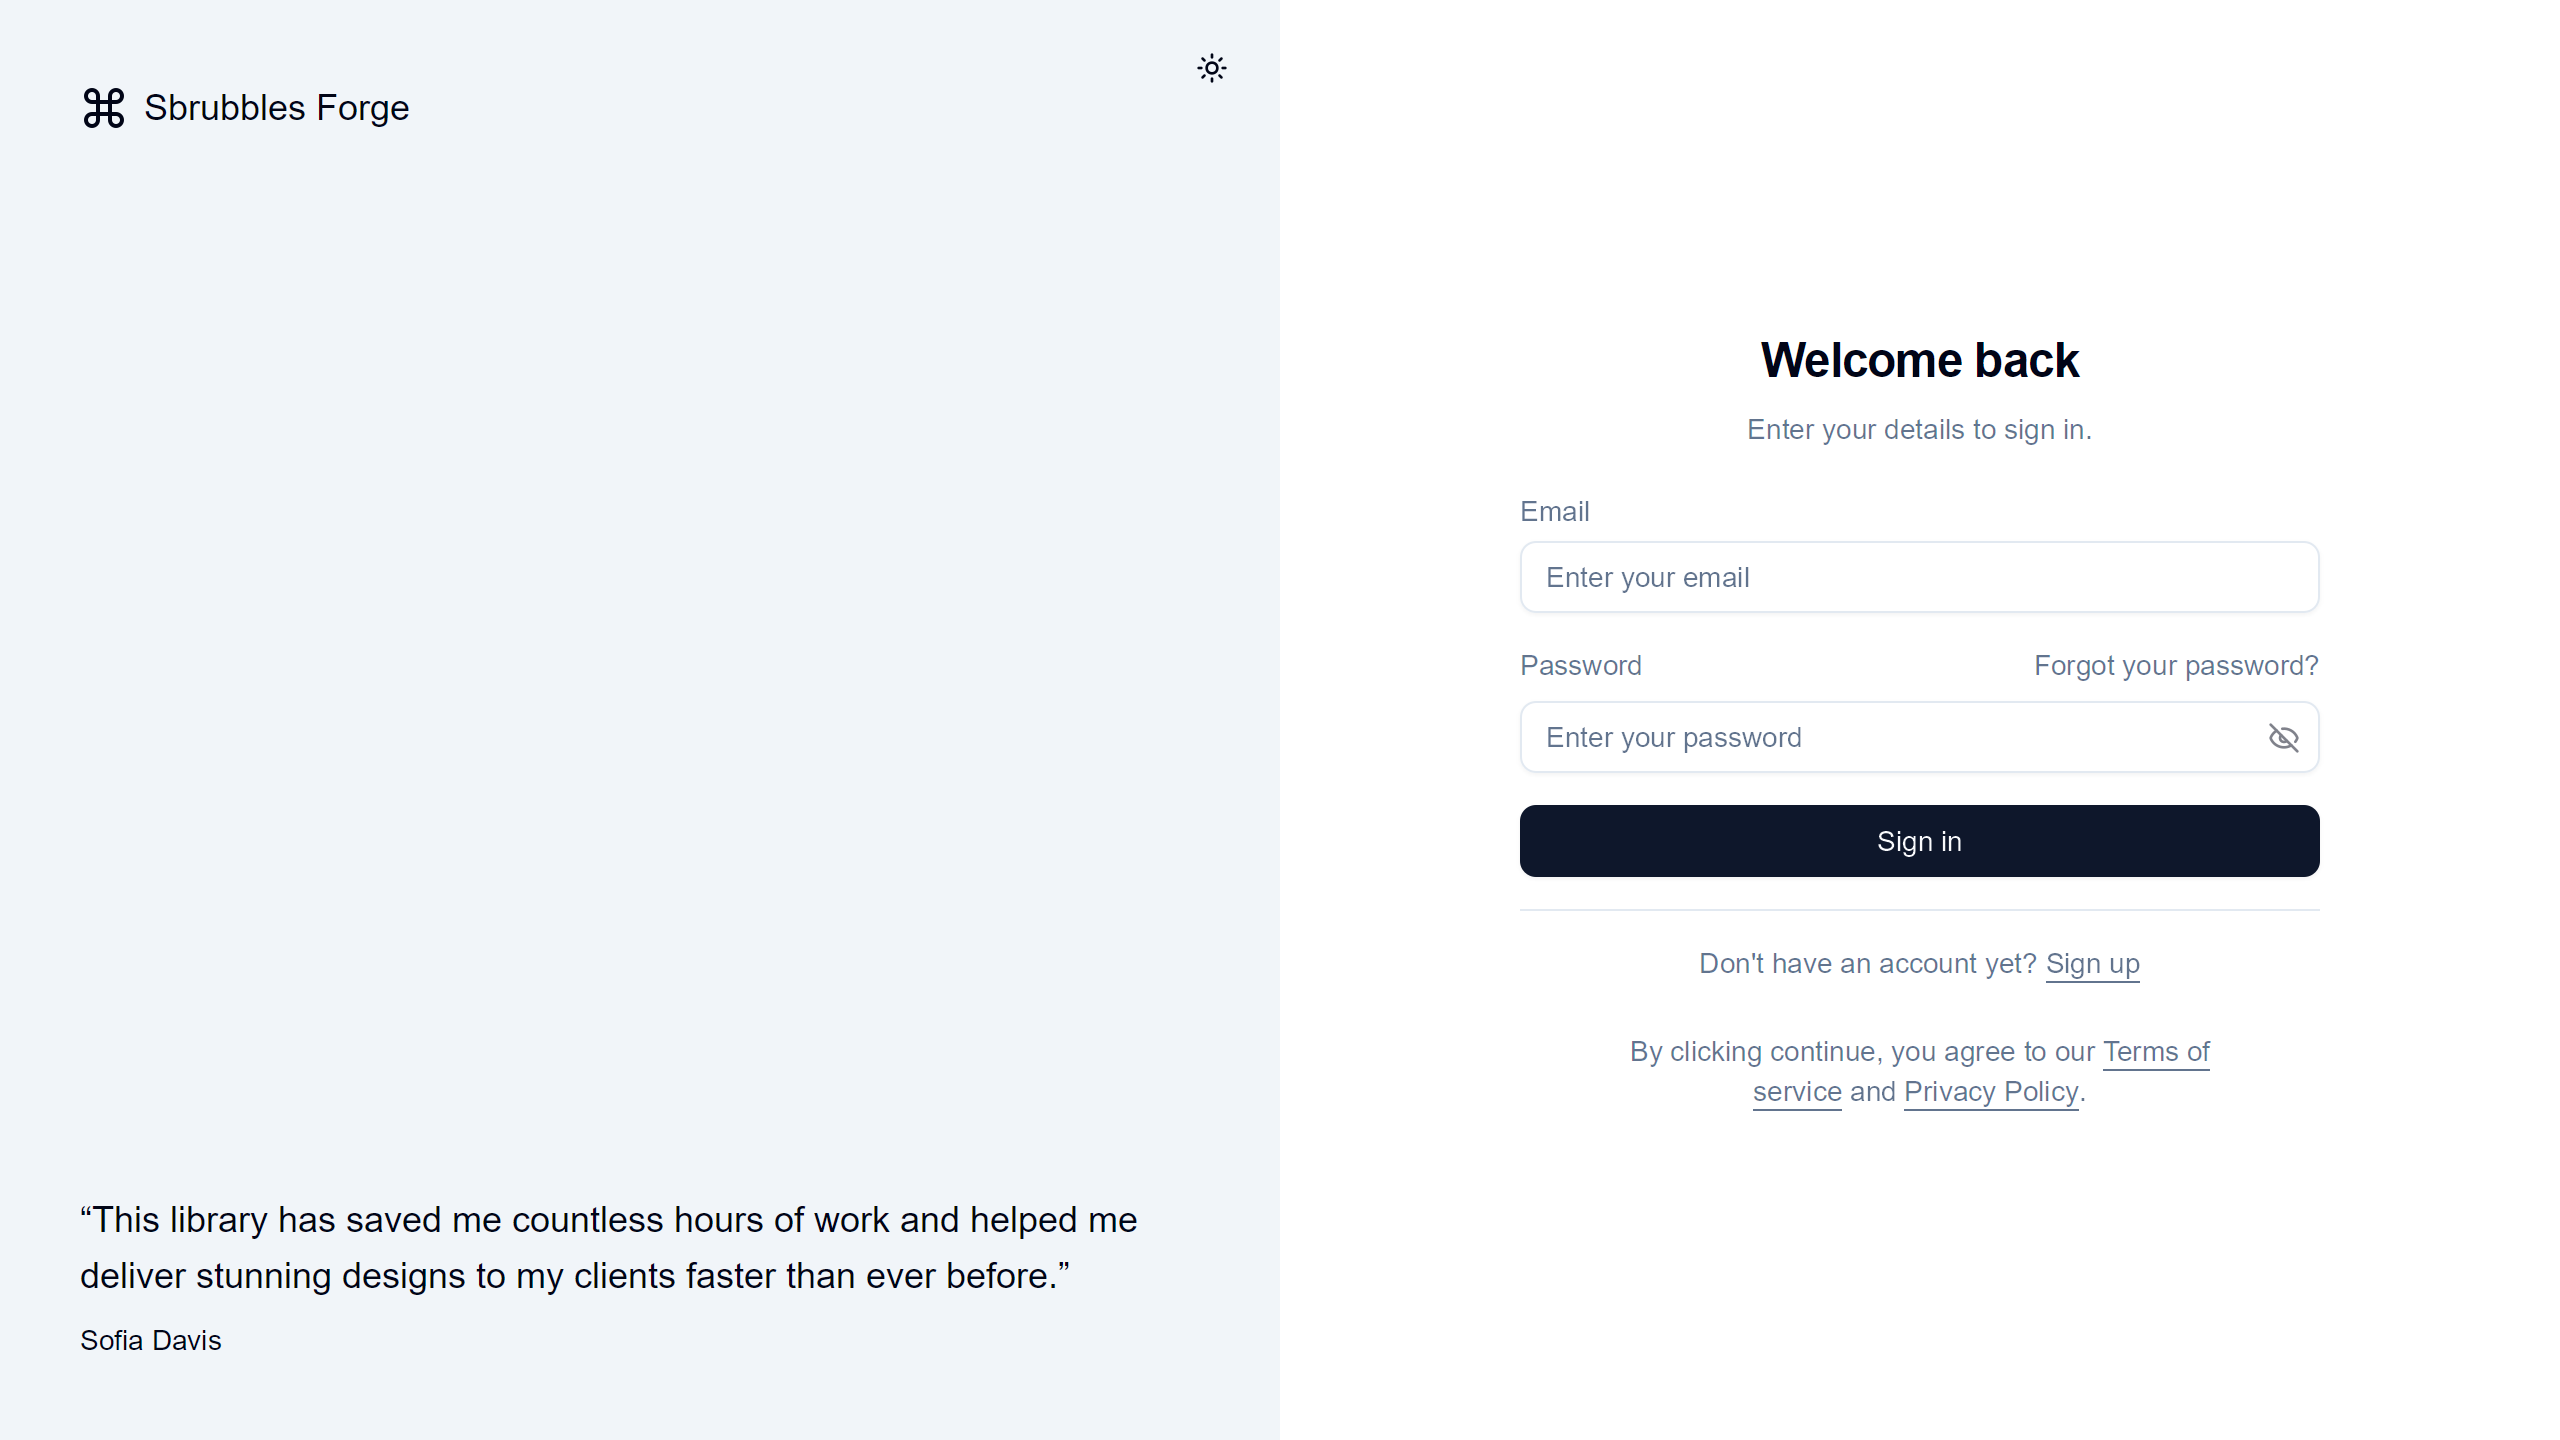 Sbrubbles Forge
“This library has saved me countless hours of work and helped me
deliver stunning designs to my clients faster than ever before.”
Sofia Davis
Welcome back
Enter your details to sign in.
Email
Enter your email
Password
Forgot your password?
Enter your password
Sign in
Don't have an account yet? Sign up
By clicking continue, you agree to our Terms of
service and Privacy Policy.